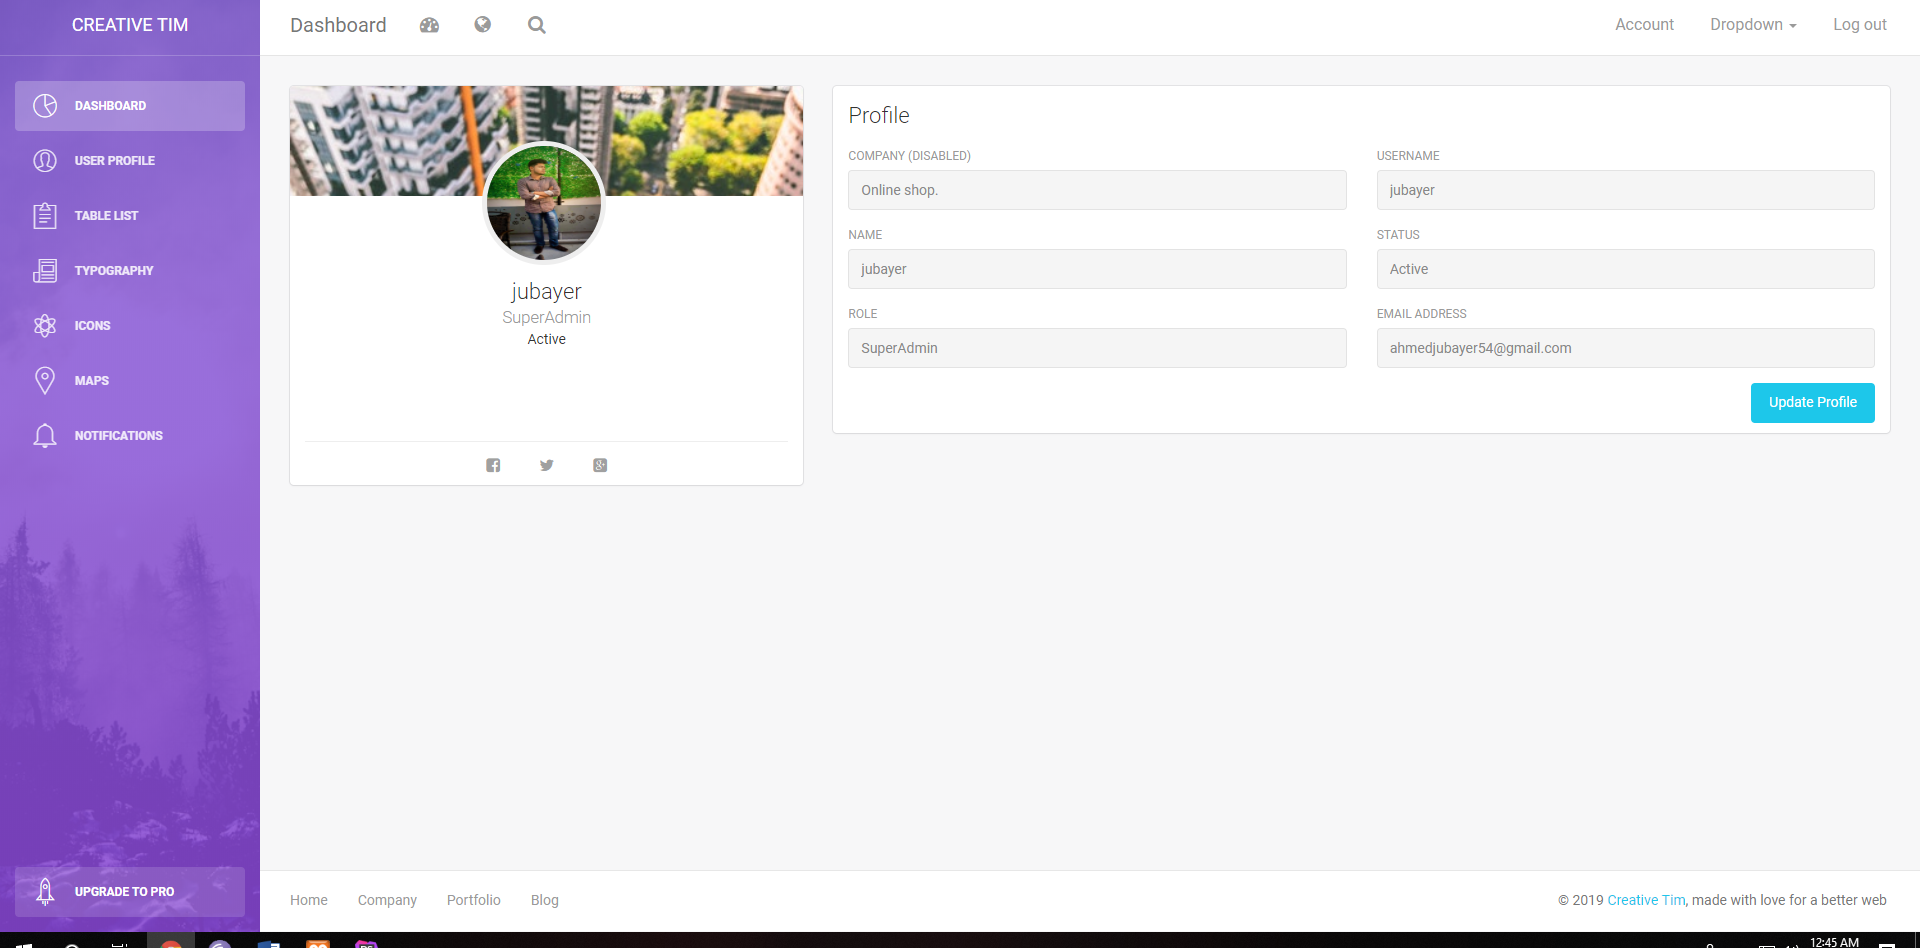 CREATIVE TIM
DASHBOARD
USER PROFILE
TABLE LIST
TYPOGRAPHY
ICONS
MAPS
NOTIFICATIONS
UPGRADE TO PRO
Dashboard
Account Dropdown Log out
jubayer
SuperAdmin
Active
Profile
COMPANY (DISABLED) USERNAME
Online shop. jubayer
NAME STATUS
jubayer Active
ROLE EMAIL ADDRESS
SuperAdmin ahmedjubayer54@gmail.com
Update Profile
Home Company Portfolio Blog
© 2019 Creative Tim, made with love for a better web
12:45 AM